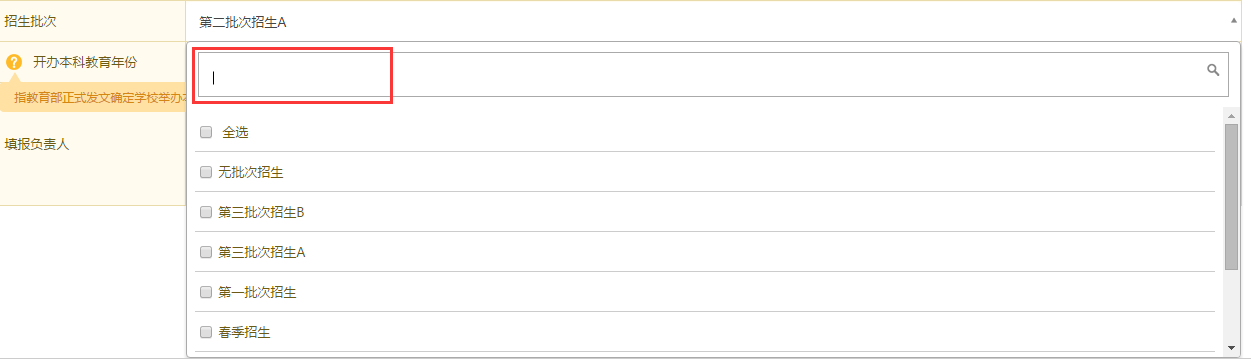 招生批次
第二批次招生A
开办本科教育年份
指教育部正式发文确定学校举办
填报负责人
全选
无批次招生
第三批次招生B
第三批次招生A
第一批次招生
春季招生